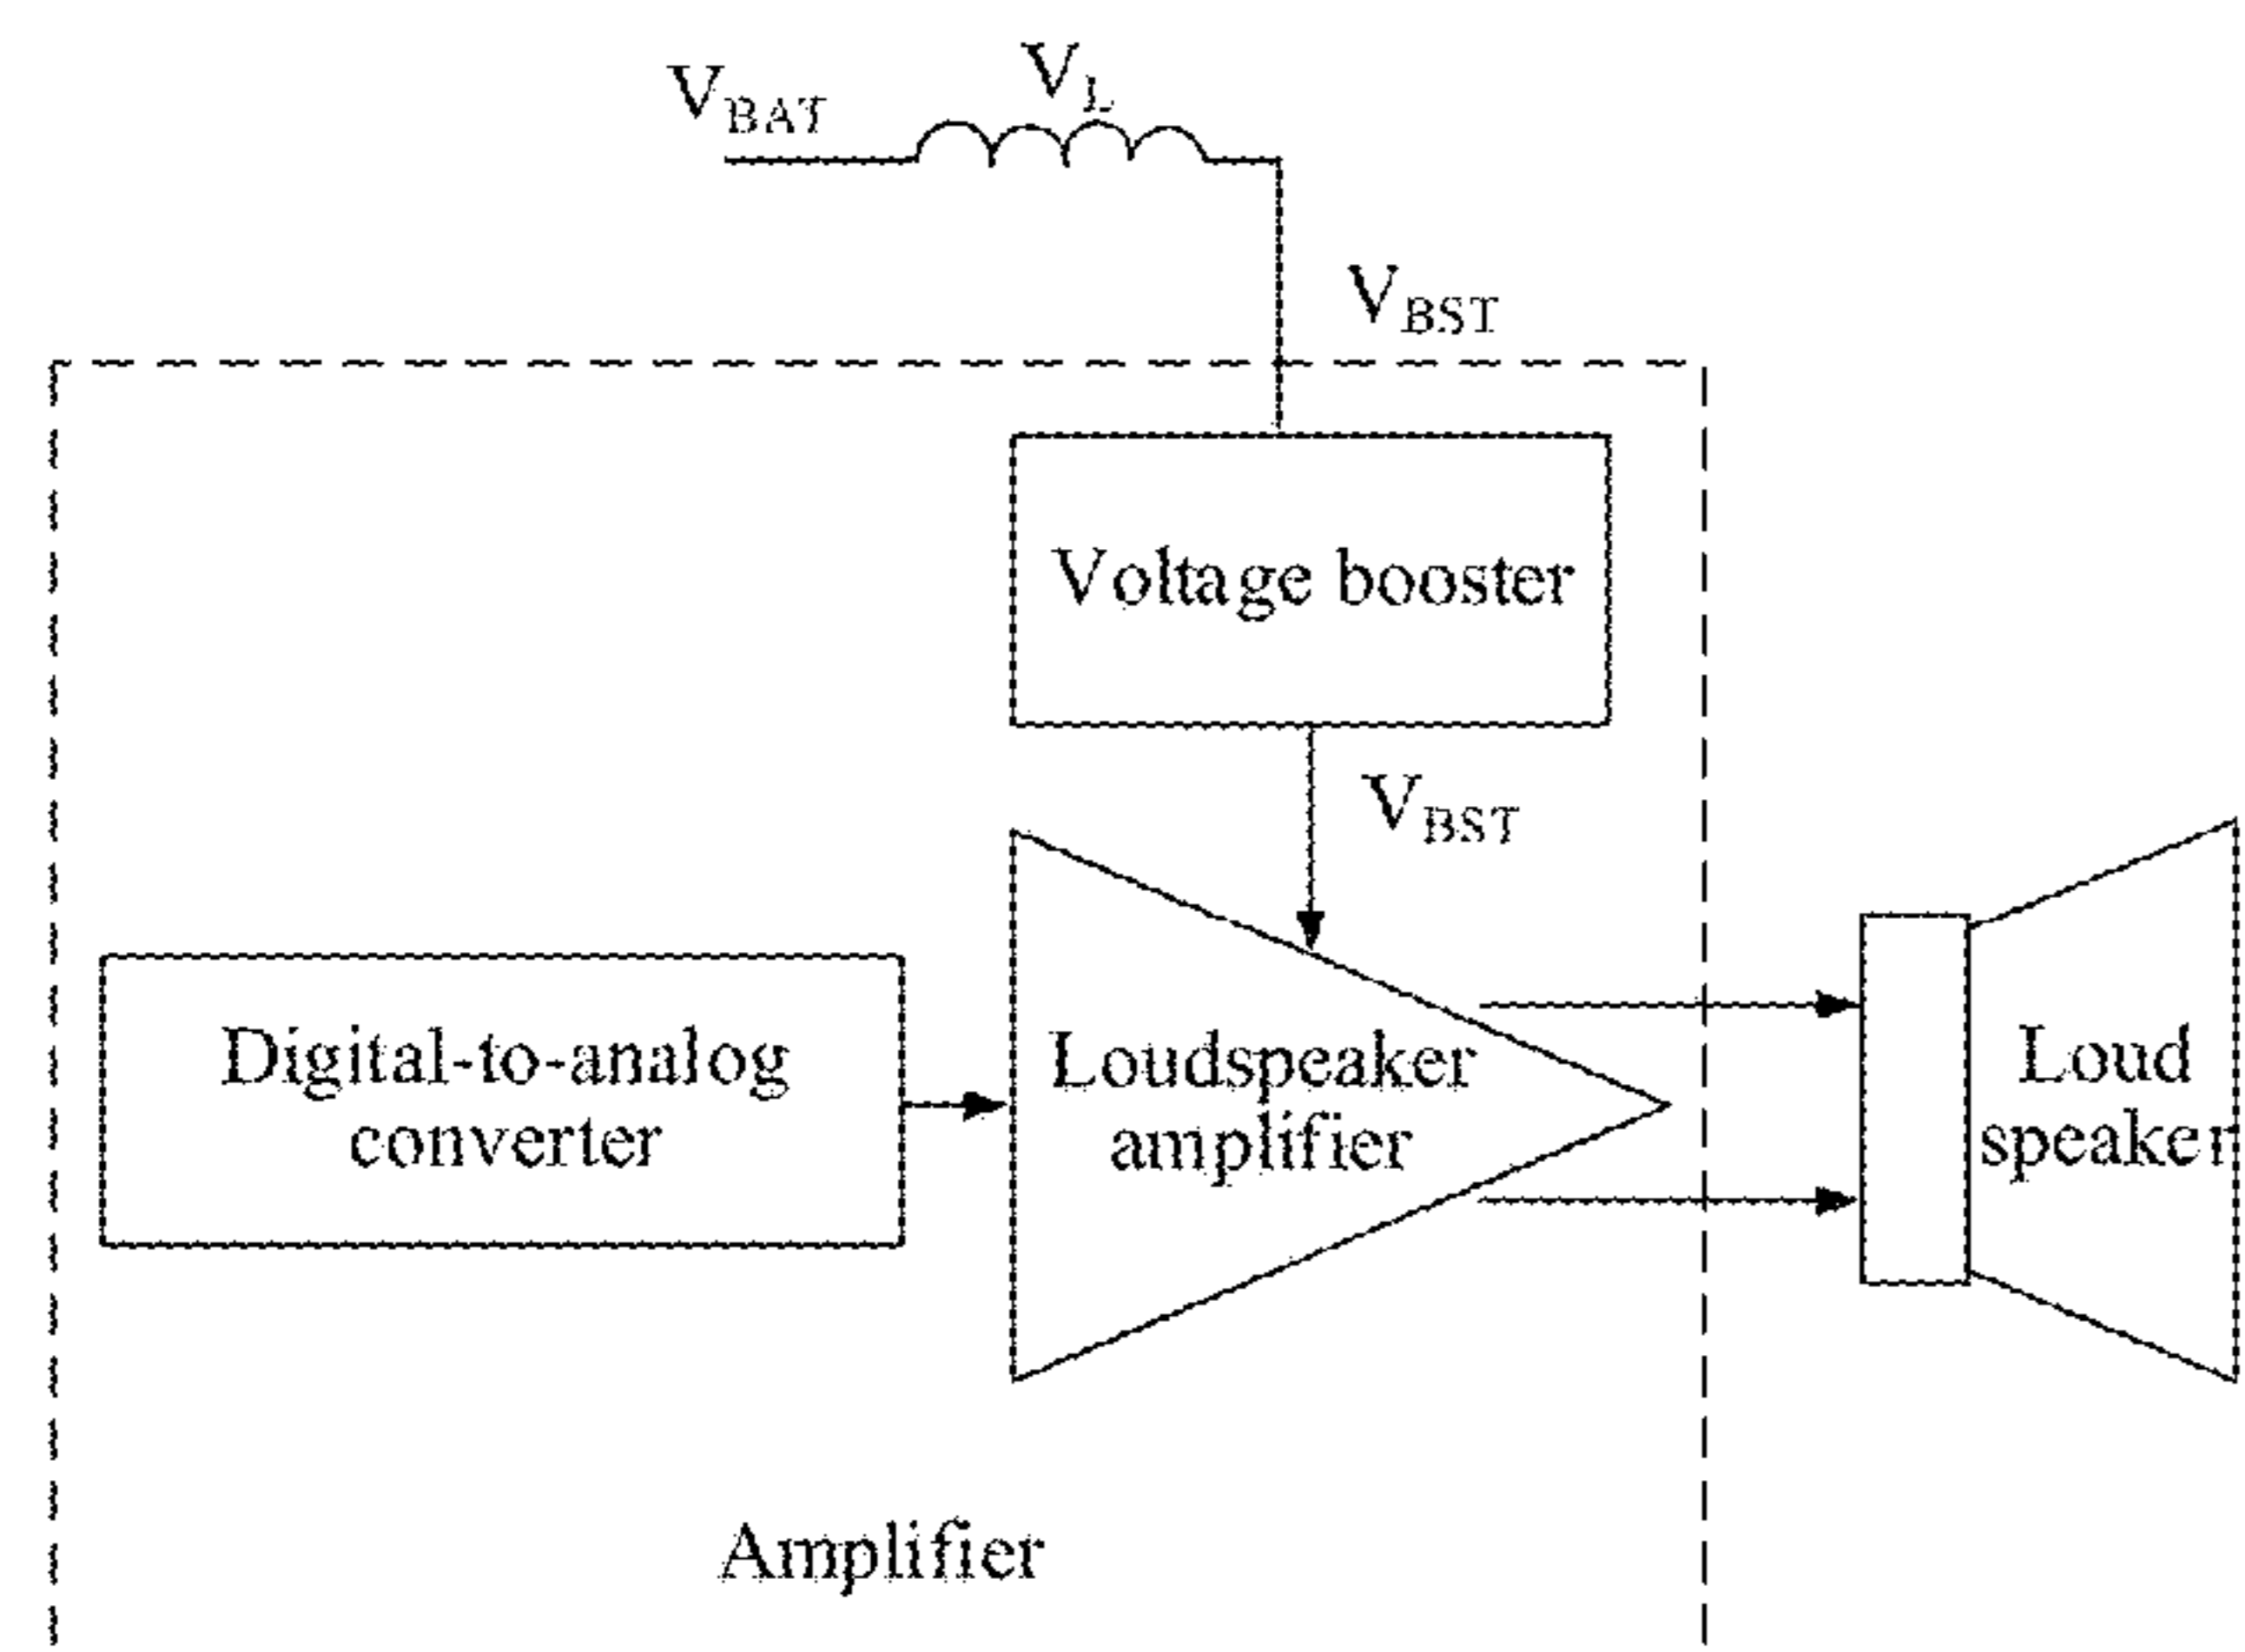 V_BAT
V_L
V_BST
Voltage booster
V_BST
Digital-to-analog
converter
Loudspeaker
amplifier
Loud
speaker
Amplifier